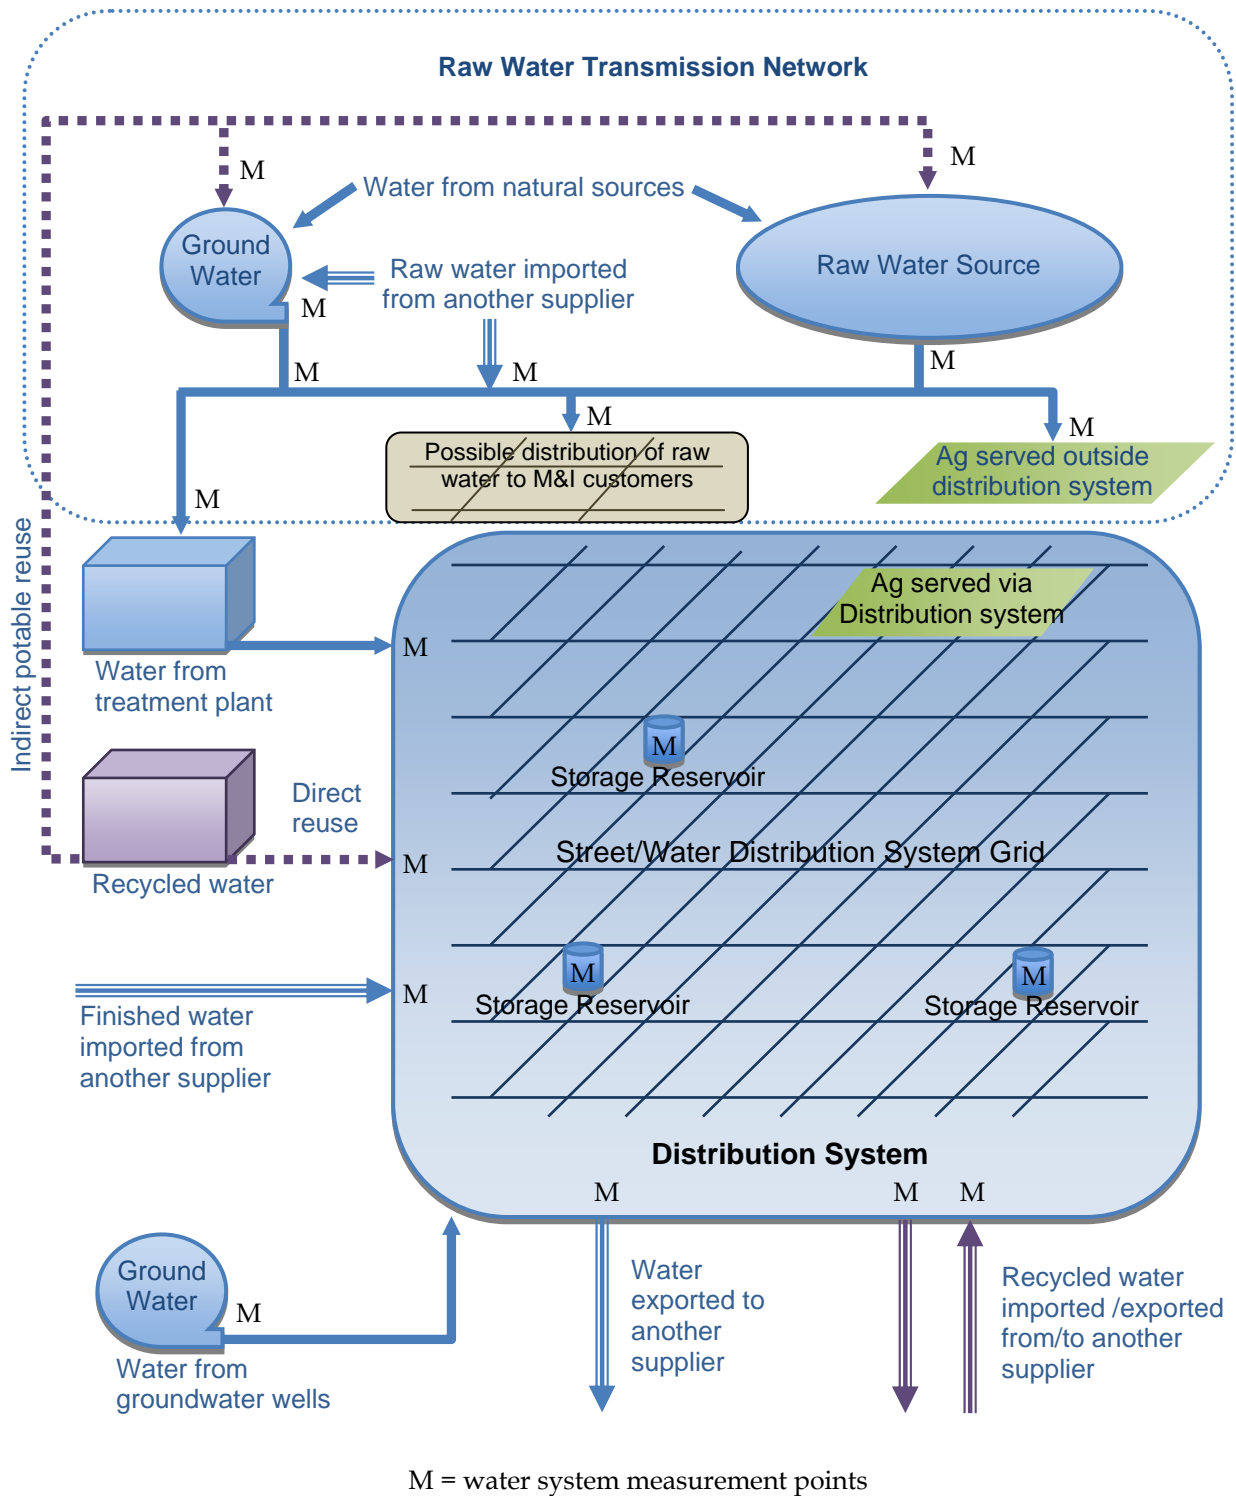 Raw Water Transmission Network
M
M
Water from natural sources
Ground
Water
Raw Water Source
Raw water imported
from another supplier
M
M
M
M
M
M
Possible distribution of raw
water to M&I customers
Ag served outside
distribution system
M
Indirect potable reuse
Ag served via
Distribution system
M
Water from
treatment plant
M
Storage Reservoir
Direct
reuse
Street/Water Distribution System Grid
M
Recycled water
M
Storage Reservoir
M
Storage Reservoir
M
Finished water
imported from
another supplier
Distribution System
M
M
M
Ground
Water
M
Water from
groundwater wells
Water
exported to
another
supplier
Recycled water
imported /exported
from/to another
supplier
M = water system measurement points